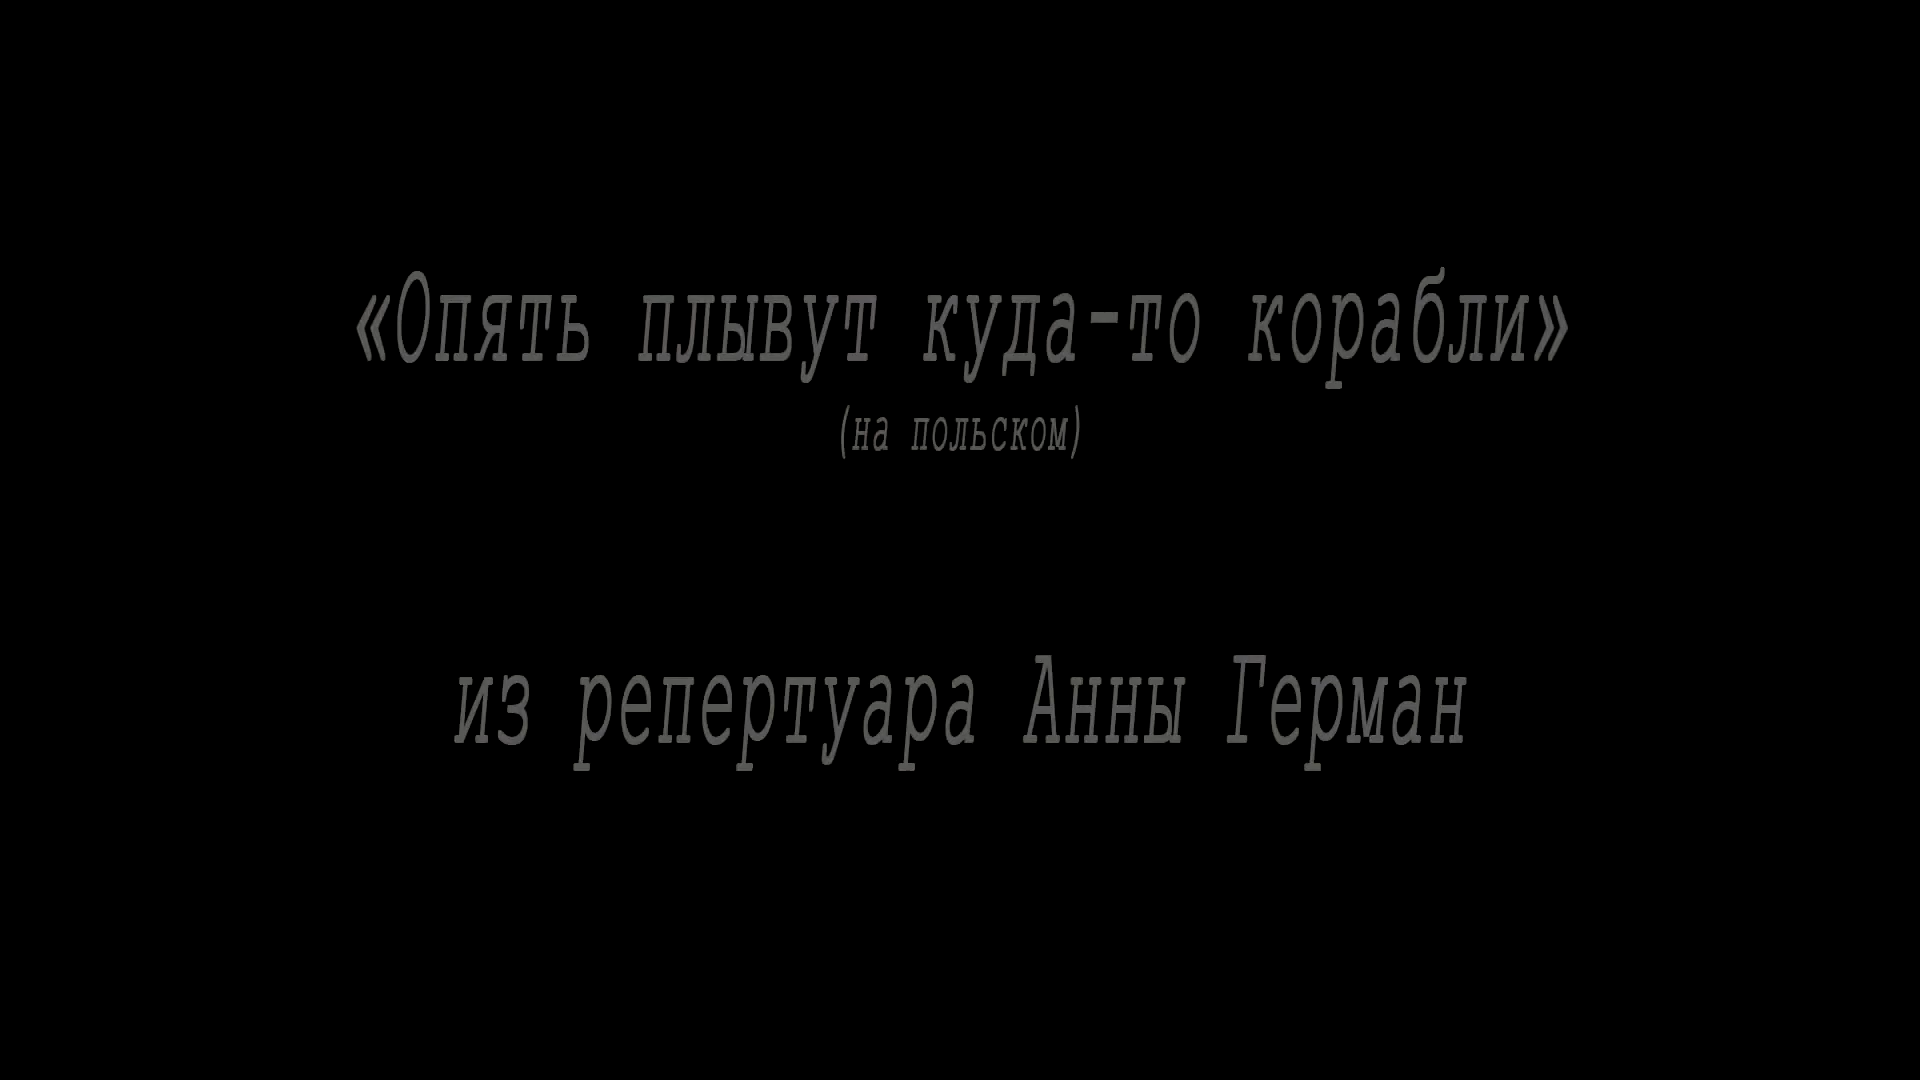 «Опять плывут куда-то корабли»
(на польском)
из репертуара Анны Герман